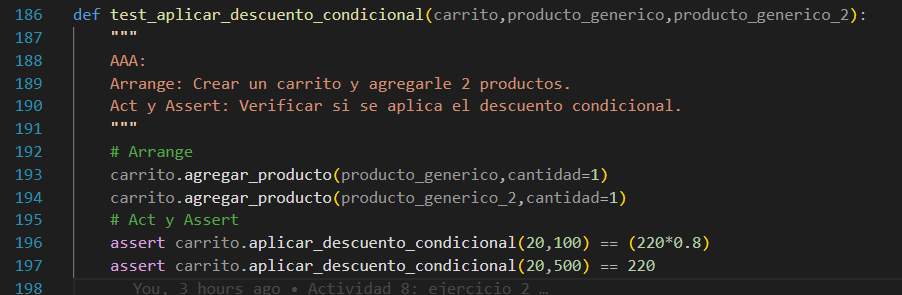 186 def test_aplicar_descuento_condicional(carrito,producto_generico,producto_generico_2):
187 """
188 AAA:
189 Arrange: Crear un carrito y agregarle 2 productos.
190 Act y Assert: Verificar si se aplica el descuento condicional.
191 """
192 # Arrange
193 carrito.agregar_producto(producto_generico,cantidad=1)
194 carrito.agregar_producto(producto_generico_2,cantidad=1)
195 # Act y Assert
196 assert carrito.aplicar_descuento_condicional(20,100) == (220*0.8)
197 assert carrito.aplicar_descuento_condicional(20,500) == 220
198 You, 3 hours ago • Actividad 8: ejercicio 2 …